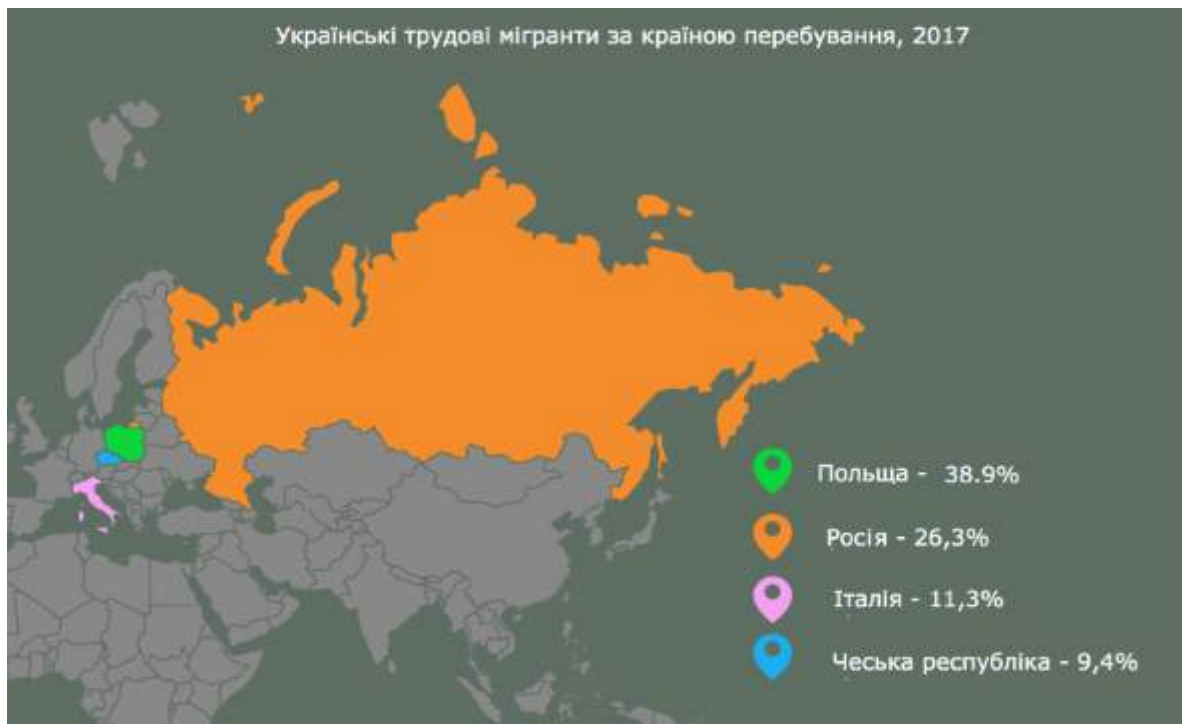 Українські трудові мігранти за країною перебування, 2017
Польща - 38.9%
Росія - 26,3%
Італія - 11,3%
Чеська республіка - 9,4%